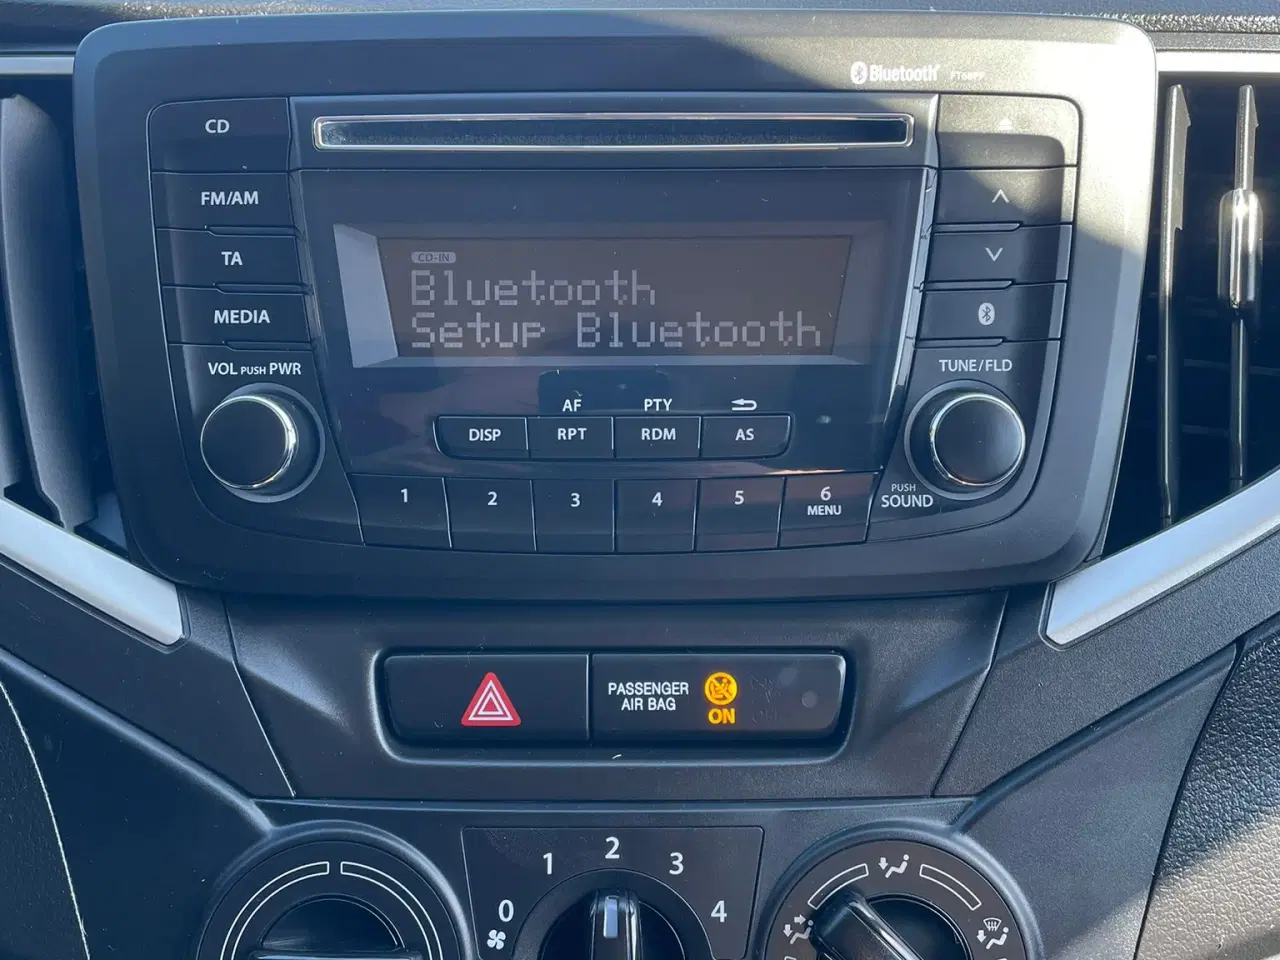 Bluetooth
CD
FM/AM
TA
MEDIA
VOL PUSH PWR
CD-IN
Bluetooth
Setup Bluetooth
TUNE/FLD
AF PTY
DISP RPT RDM AS
1 2 3 4 5 6
MENU
PUSH
SOUND
PASSENGER
AIR BAG
ON
0 1 2 3 4